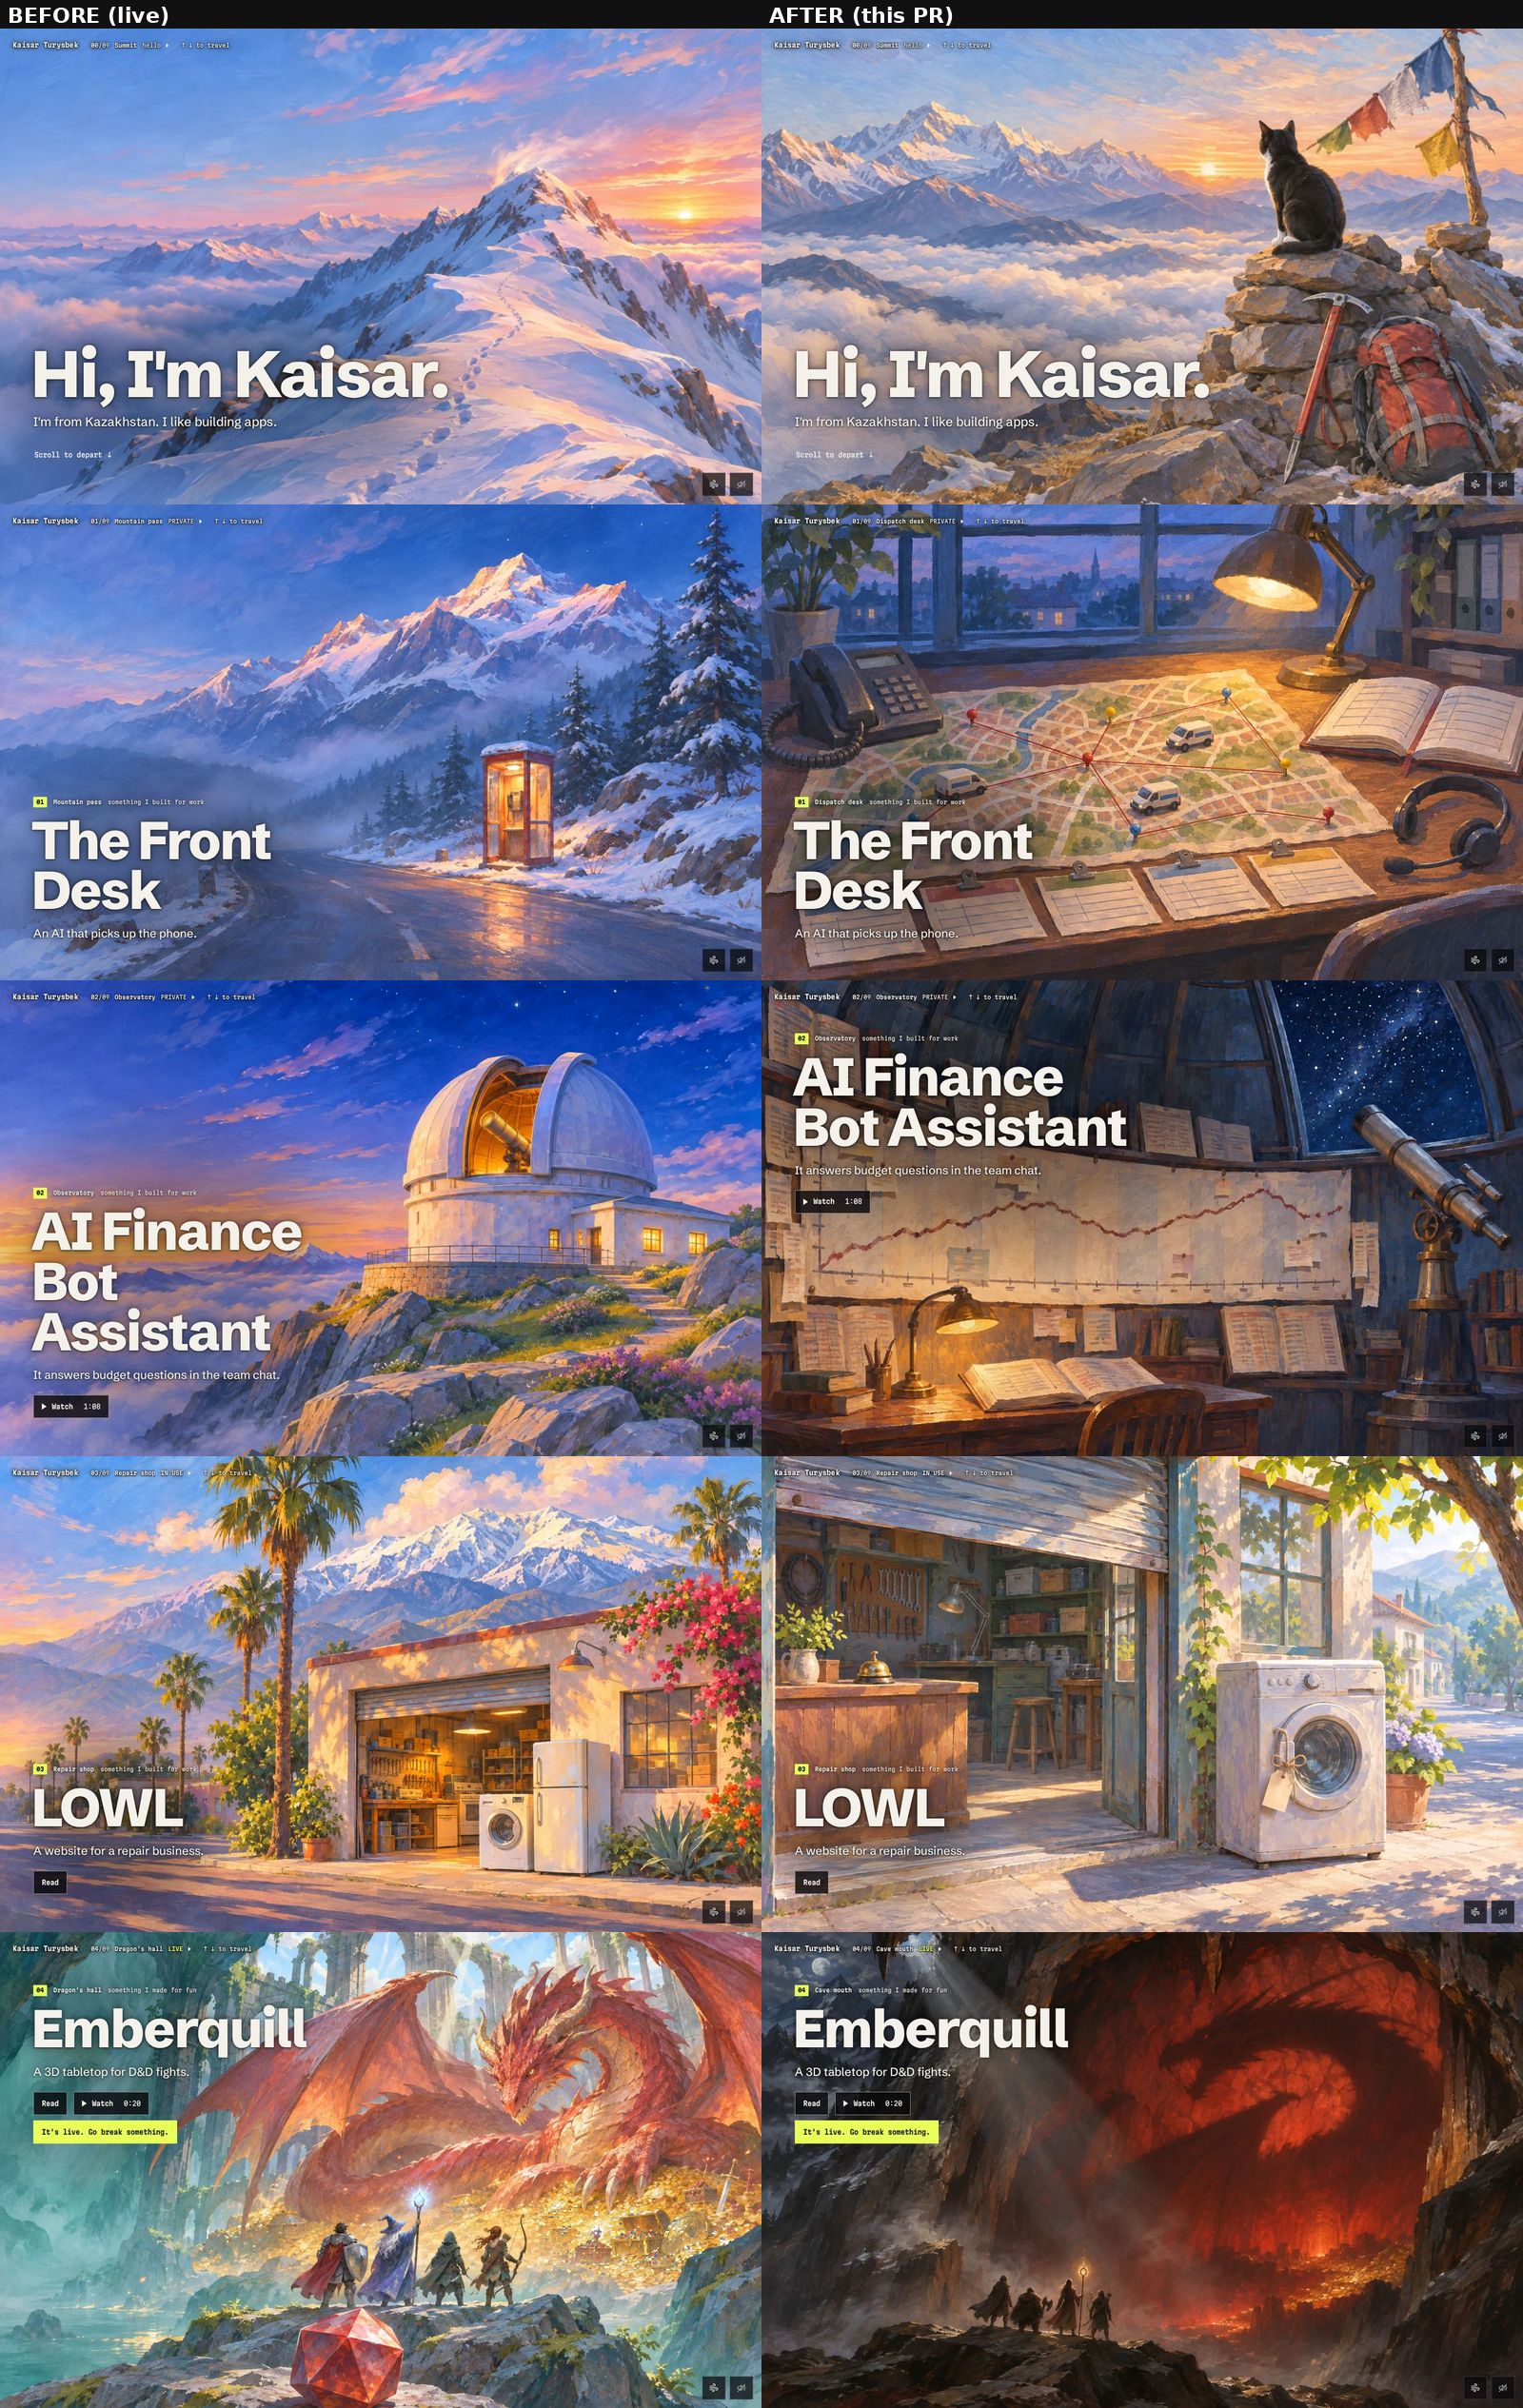 BEFORE (live)
AFTER (this PR)
Kaisar Turysbek 00/09 Summit hello ↑ ↓ to travel
Hi, I'm Kaisar.
I'm from Kazakhstan. I like building apps.
Scroll to depart ↓
Kaisar Turysbek 00/09 Summit hello ↑ ↓ to travel
Hi, I'm Kaisar.
I'm from Kazakhstan. I like building apps.
Scroll to depart ↓
Kaisar Turysbek 01/09 Mountain pass PRIVATE ↑ ↓ to travel
01 Mountain pass something I built for work
The Front
Desk
An AI that picks up the phone.
Kaisar Turysbek 01/09 Dispatch desk PRIVATE ↑ ↓ to travel
01 Dispatch desk something I built for work
The Front
Desk
An AI that picks up the phone.
Kaisar Turysbek 02/09 Observatory PRIVATE ↑ ↓ to travel
02 Observatory something I built for work
AI Finance
Bot
Assistant
It answers budget questions in the team chat.
Watch 1:08
Kaisar Turysbek 02/09 Observatory PRIVATE ↑ ↓ to travel
02 Observatory something I built for work
AI Finance
Bot Assistant
It answers budget questions in the team chat.
Watch 1:08
Kaisar Turysbek 03/09 Repair shop IN USE ↑ ↓ to travel
03 Repair shop something I built for work
LOWL
A website for a repair business.
Read
Kaisar Turysbek 03/09 Repair shop IN USE ↑ ↓ to travel
03 Repair shop something I built for work
LOWL
A website for a repair business.
Read
Kaisar Turysbek 04/09 Dragon's hall LIVE ↑ ↓ to travel
04 Dragon's hall something I made for fun
Emberquill
A 3D tabletop for D&D fights.
Read Watch 0:20
It's live. Go break something.
Kaisar Turysbek 04/09 Cave mouth LIVE ↑ ↓ to travel
04 Cave mouth something I made for fun
Emberquill
A 3D tabletop for D&D fights.
Read Watch 0:20
It's live. Go break something.